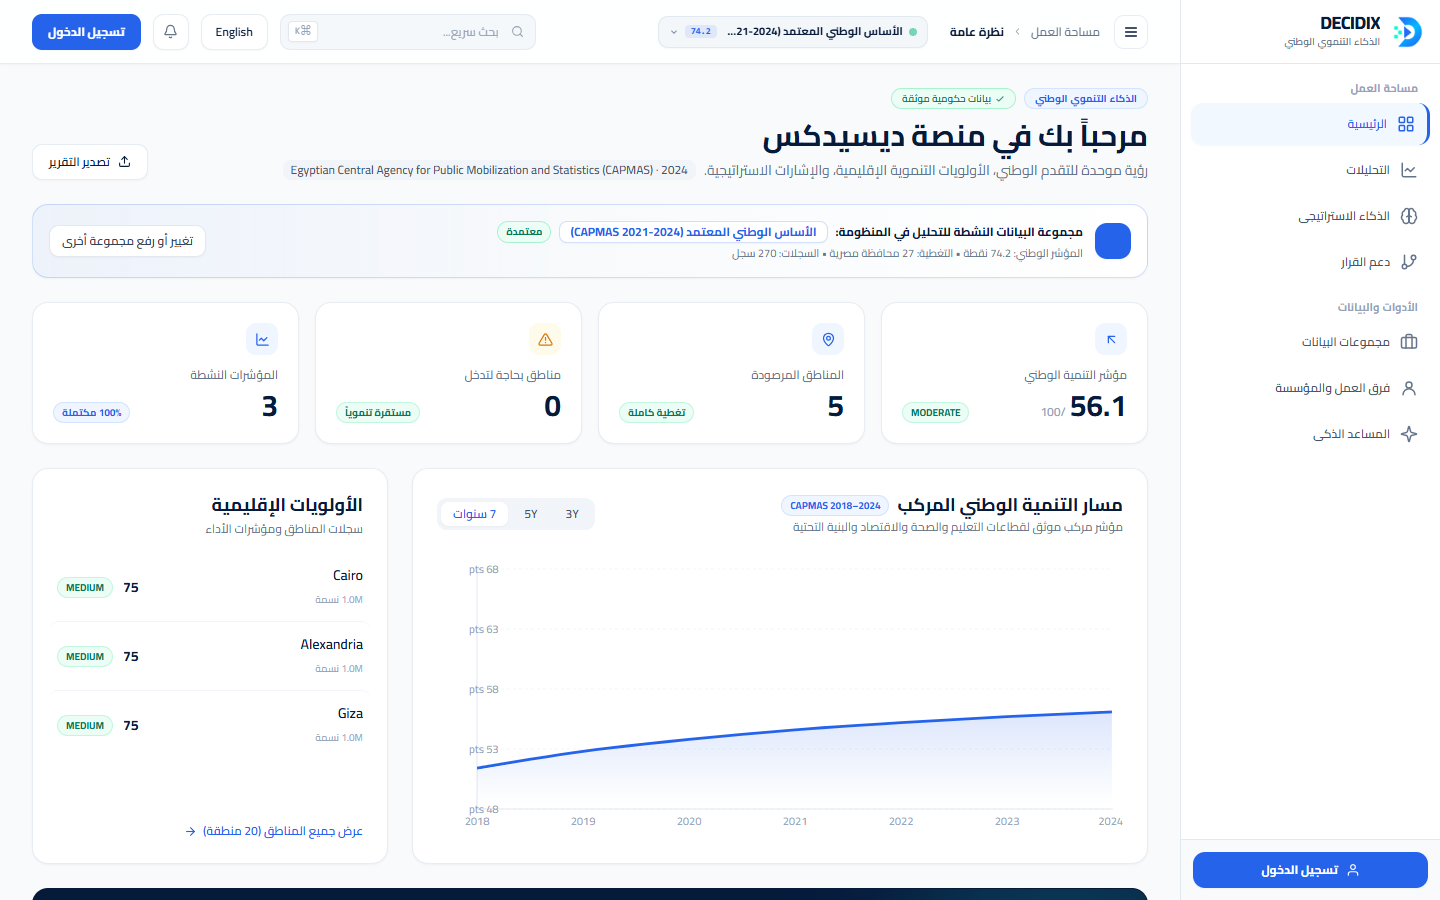 DECIDIX
الذكاء التنموي الوطني
مساحة العمل
الرئيسية
التحليلات
الذكاء الاستراتيجي
دعم القرار
الأدوات والبيانات
مجموعات البيانات
فرق العمل والمؤسسة
المساعد الذكي
تسجيل الدخول
مساحة العمل
نظرة عامة
الأساس الوطني المعتمد (2024-21...
74.2
بحث سريع...
⌘K
English
تسجيل الدخول
الذكاء التنموي الوطني
بيانات حكومية موثقة
مرحباً بك في منصة ديسيدكس
رؤية موحدة للتقدم الوطني، الأولويات التنموية الإقليمية، والإشارات الاستراتيجية.
Egyptian Central Agency for Public Mobilization and Statistics (CAPMAS) · 2024
تصدير التقرير
مجموعة البيانات النشطة للتحليل في المنظومة:
الأساس الوطني المعتمد (CAPMAS 2021-2024)
معتمدة
المؤشر الوطني: 74.2 نقطة • التغطية: 27 محافظة مصرية • السجلات: 270 سجل
تغيير أو رفع مجموعة أخرى
مؤشر التنمية الوطني
56.1 /100
MODERATE
المناطق المرصودة
5
تغطية كاملة
مناطق بحاجة لتدخل
0
مستقرة تنموياً
المؤشرات النشطة
3
100% مكتملة
مسار التنمية الوطني المركب
CAPMAS 2018–2024
مؤشر مركب موثق لقطاعات التعليم والصحة والاقتصاد والبنية التحتية
3Y
5Y
7 سنوات
pts 68
pts 63
pts 58
pts 53
pts 48
2018
2019
2020
2021
2022
2023
2024
الأولويات الإقليمية
سجلات المناطق ومؤشرات الأداء
Cairo
1.0M نسمة
75
MEDIUM
Alexandria
1.0M نسمة
75
MEDIUM
Giza
1.0M نسمة
75
MEDIUM
عرض جميع المناطق (20 منطقة)